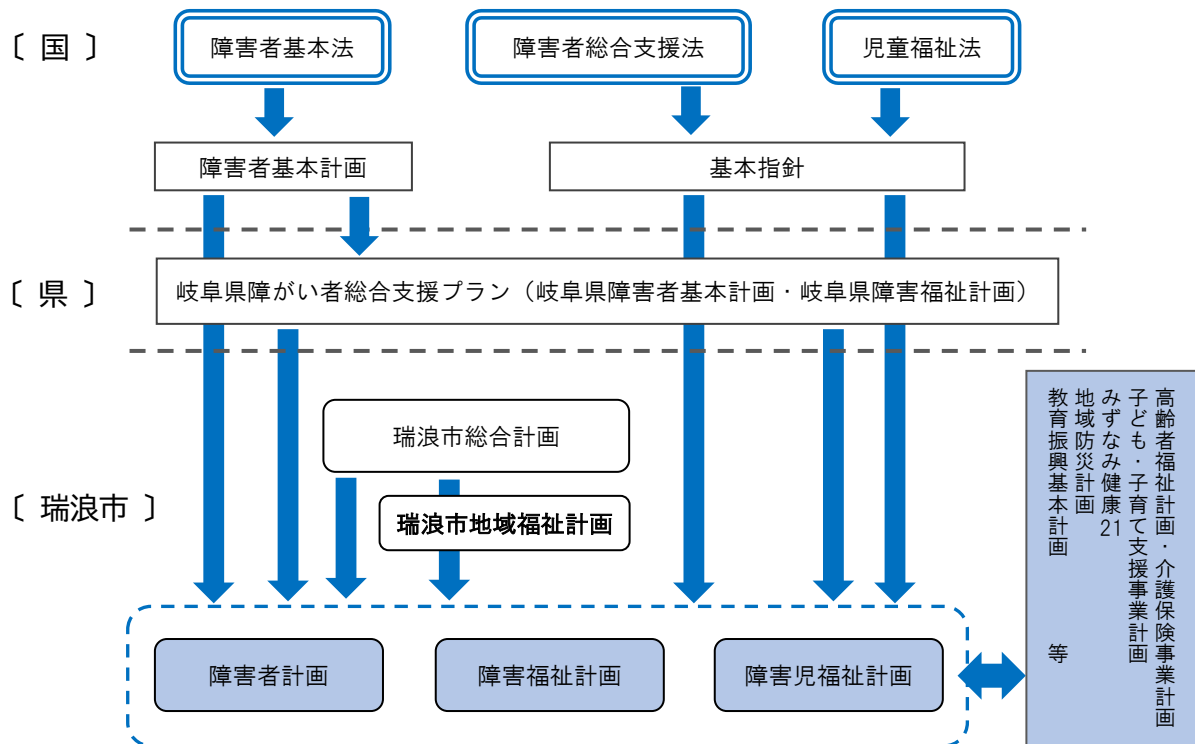 〔 国 〕
障害者基本法
障害者総合支援法
児童福祉法
障害者基本計画
基本指針
〔 県 〕
岐阜県障がい者総合支援プラン（岐阜県障害者基本計画・岐阜県障害福祉計画）
瑞浪市総合計画
〔 瑞浪市 〕
瑞浪市地域福祉計画
障害者計画
障害福祉計画
障害児福祉計画
高齢者福祉計画・介護保険事業計画
子ども・子育て支援事業計画
みずなみ健康21
地域防災計画
教育振興基本計画　　　等